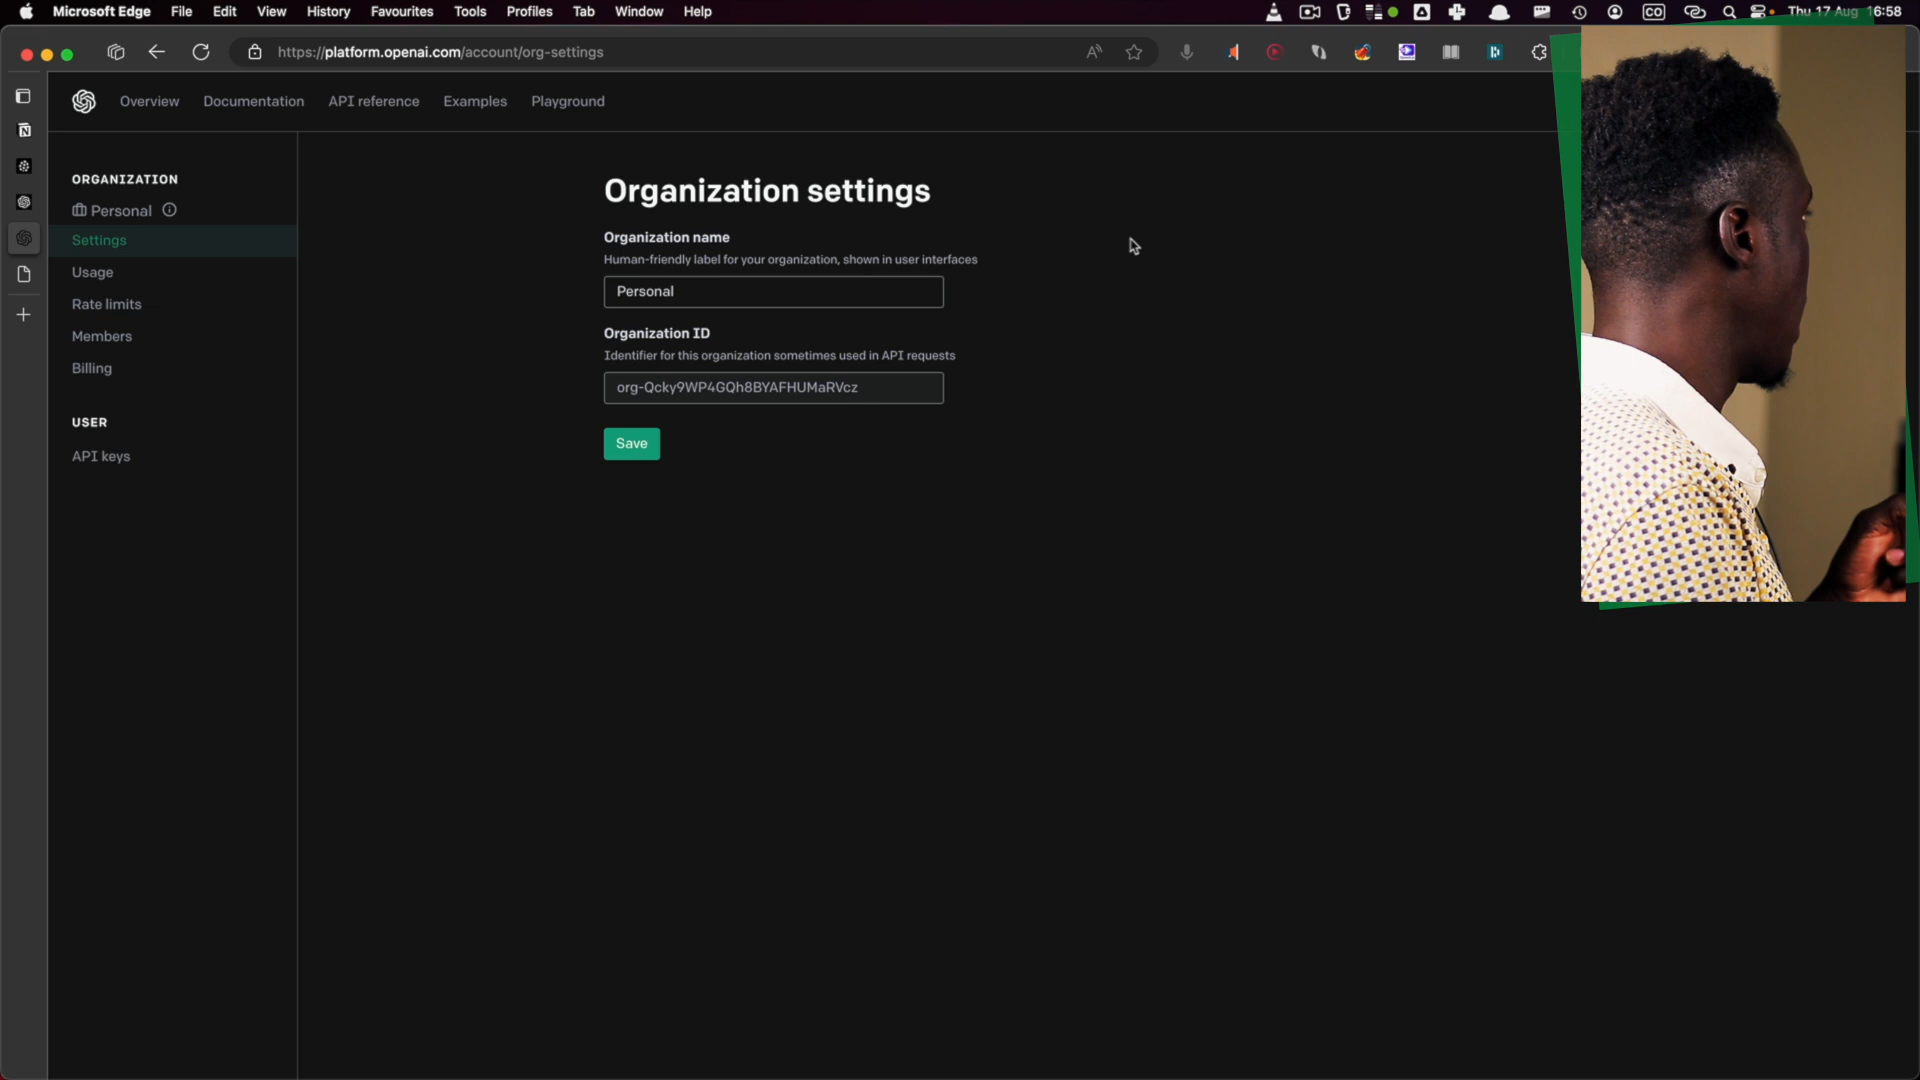 Microsoft Edge File Edit View History Favourites Tools Profiles Tab Window Help CO Thu 17 Aug 16:58
https://platform.openai.com/account/org-settings
Overview Documentation API reference Examples Playground
ORGANIZATION
Personal
Settings
Usage
Rate limits
Members
Billing
USER
API keys
Organization settings
Organization name
Human-friendly label for your organization, shown in user interfaces
Personal
Organization ID
Identifier for this organization sometimes used in API requests
org-Qcky9WP4GQh8BYAFHUMaRVcz
Save